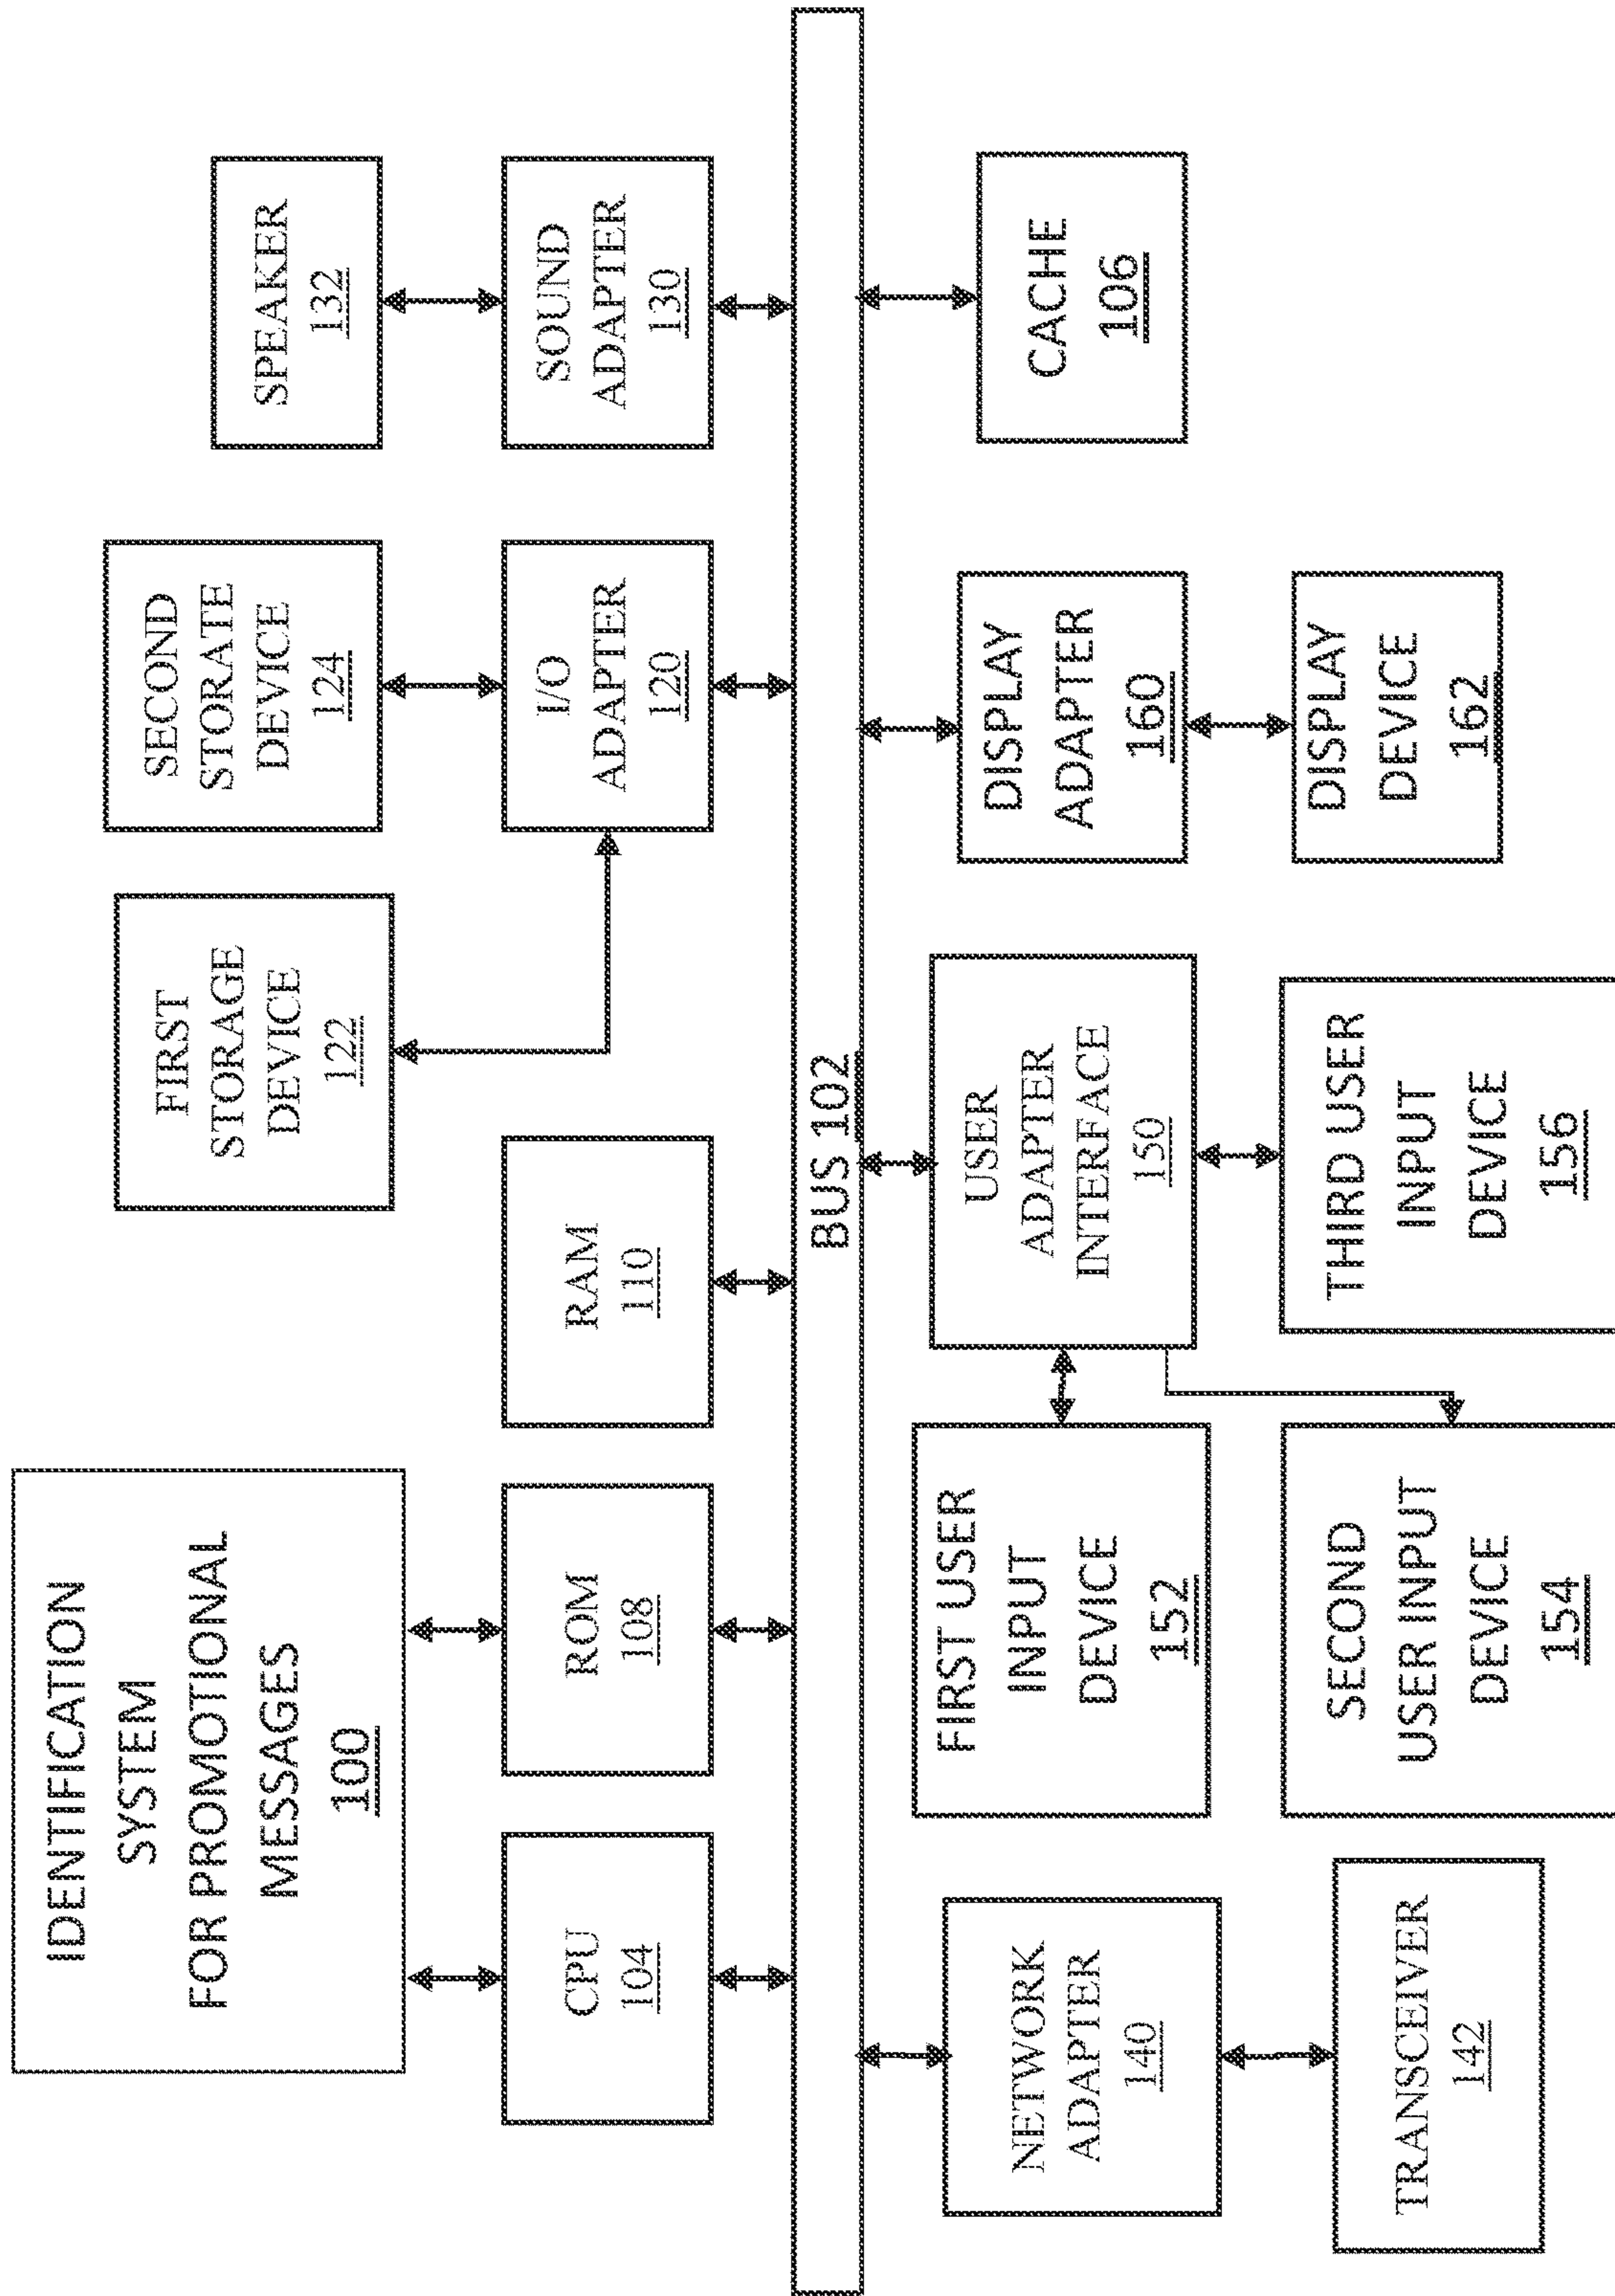 IDENTIFICATION
SYSTEM
FOR PROMOTIONAL
MESSAGES
100
FIRST
STORAGE
DEVICE
122
SECOND
STORATE
DEVICE
124
SPEAKER
132
CPU
104
ROM
108
RAM
110
I/O
ADAPTER
120
SOUND
ADAPTER
130
BUS 102
NETWORK
ADAPTER
140
FIRST USER
INPUT
DEVICE
152
USER
ADAPTER
INTERFACE
150
DISPLAY
ADAPTER
160
CACHE
106
TRANSCEIVER
142
SECOND
USER INPUT
DEVICE
154
THIRD USER
INPUT
DEVICE
156
DISPLAY
DEVICE
162